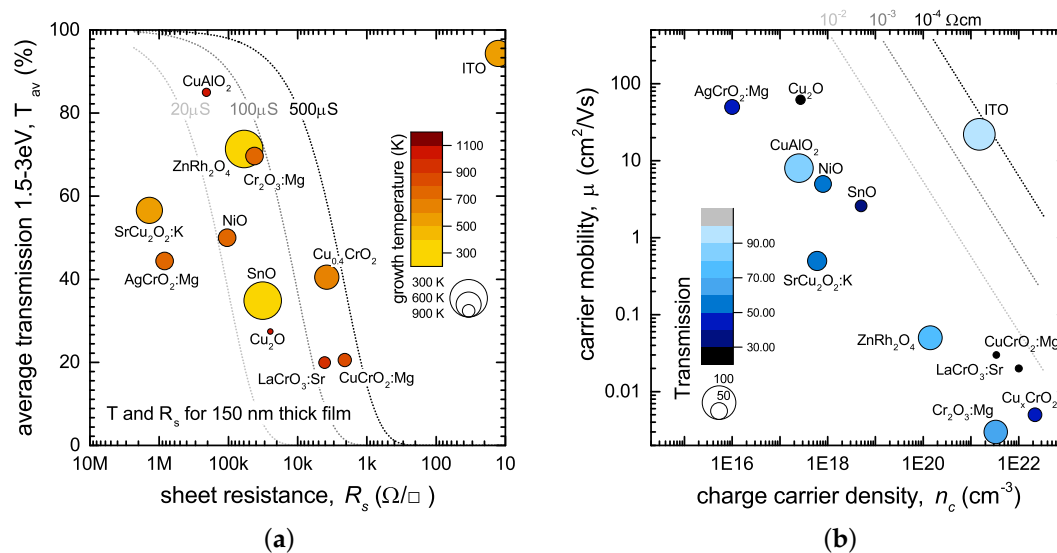 10⁻² 10⁻³ 10⁻⁴ Ωcm
100
80
60
40
20
0
average transmission 1.5-3eV, T_av (%)
CuAlO₂
ITO
20µS 100µS 500µS
ZnRh₂O₄
Cr₂O₃:Mg
SrCu₂O₂:K
NiO
AgCrO₂:Mg
SnO
Cu₀.₄CrO₂
Cu₂O
LaCrO₃:Sr
CuCrO₂:Mg
growth temperature (K)
1100
900
700
500
300
300 K
600 K
900 K
T and R_s for 150 nm thick film
10M 1M 100k 10k 1k 100 10
sheet resistance, R_s (Ω/□)
(a)
100
10
1
0.1
0.01
carrier mobility, µ (cm²/Vs)
AgCrO₂:Mg
Cu₂O
ITO
CuAlO₂
NiO
SnO
SrCu₂O₂:K
ZnRh₂O₄
CuCrO₂:Mg
LaCrO₃:Sr
CuₓCrO₂
Cr₂O₃:Mg
Transmission
90.00
70.00
50.00
30.00
100
50
1E16 1E18 1E20 1E22
charge carrier density, n_c (cm⁻³)
(b)